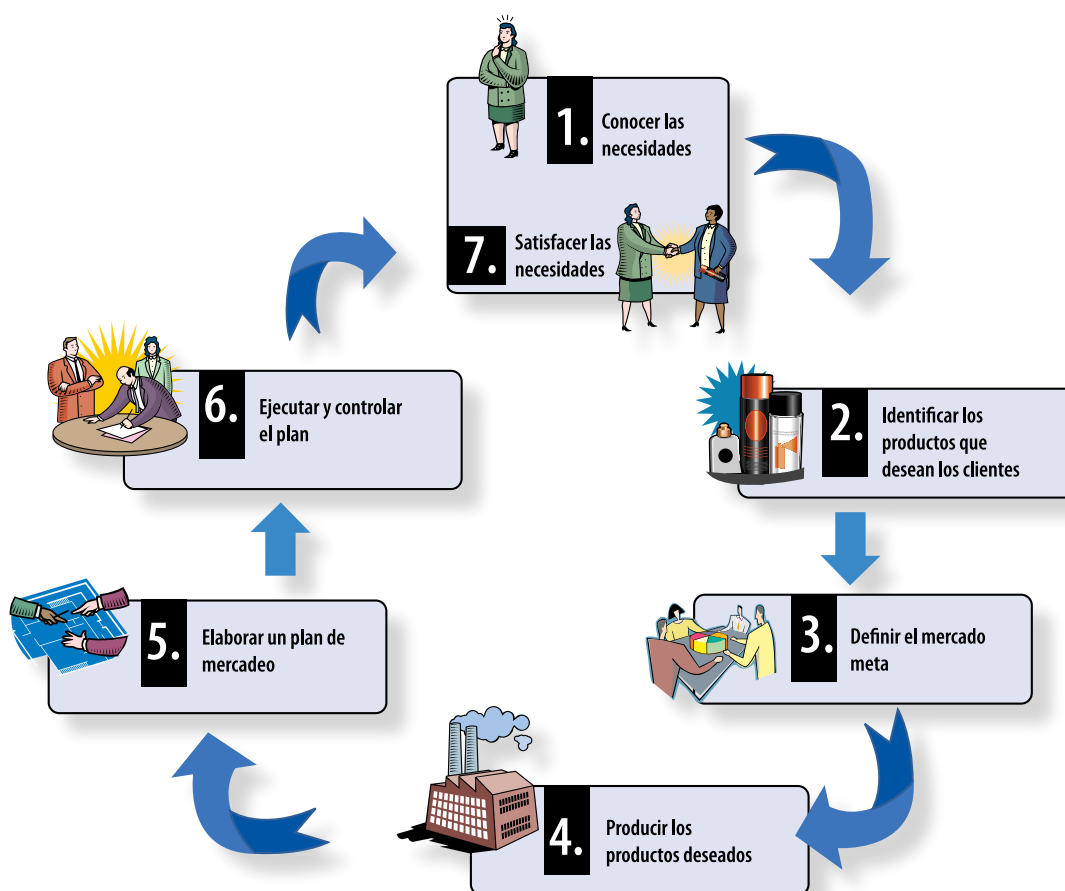 1. Conocer las
necesidades
7. Satisfacer las
necesidades
2. Identificar los
productos que
desean los clientes
3. Definir el mercado
meta
4. Producir los
productos deseados
5. Elaborar un plan de
mercadeo
6. Ejecutar y controlar
el plan